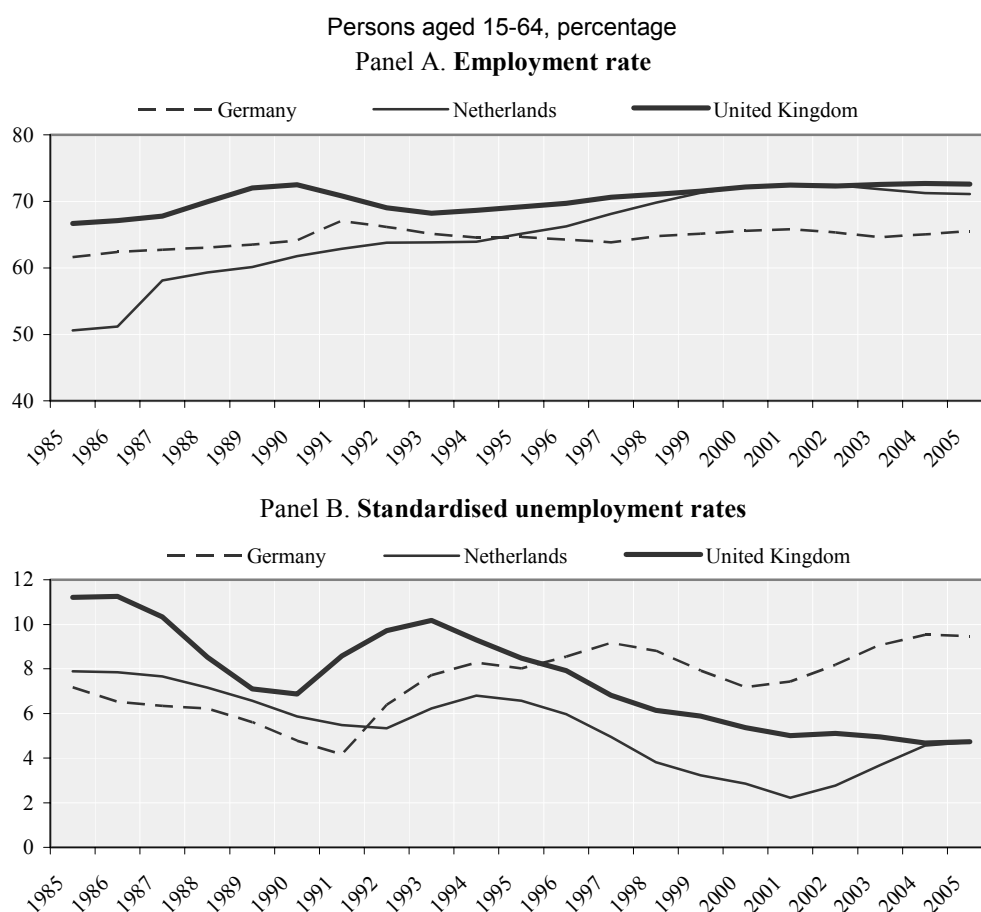 Persons aged 15-64, percentage
Panel A. Employment rate
Germany Netherlands United Kingdom
80
70
60
50
40
1985 1986 1987 1988 1989 1990 1991 1992 1993 1994 1995 1996 1997 1998 1999 2000 2001 2002 2003 2004 2005
Panel B. Standardised unemployment rates
Germany Netherlands United Kingdom
12
10
8
6
4
2
0
1985 1986 1987 1988 1989 1990 1991 1992 1993 1994 1995 1996 1997 1998 1999 2000 2001 2002 2003 2004 2005